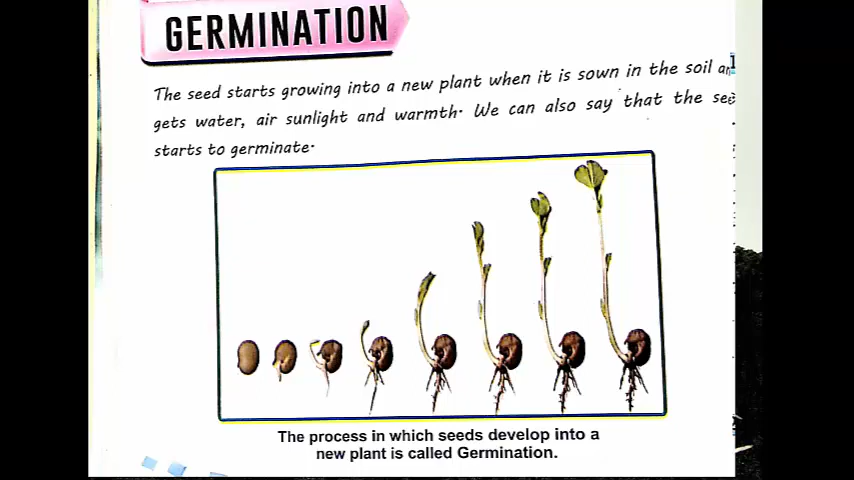 GERMINATION
The seed starts growing into a new plant when it is sown in the soil
gets water, air sunlight and warmth. We can also say that the
starts to germinate.
The process in which seeds develop into a
new plant is called Germination.